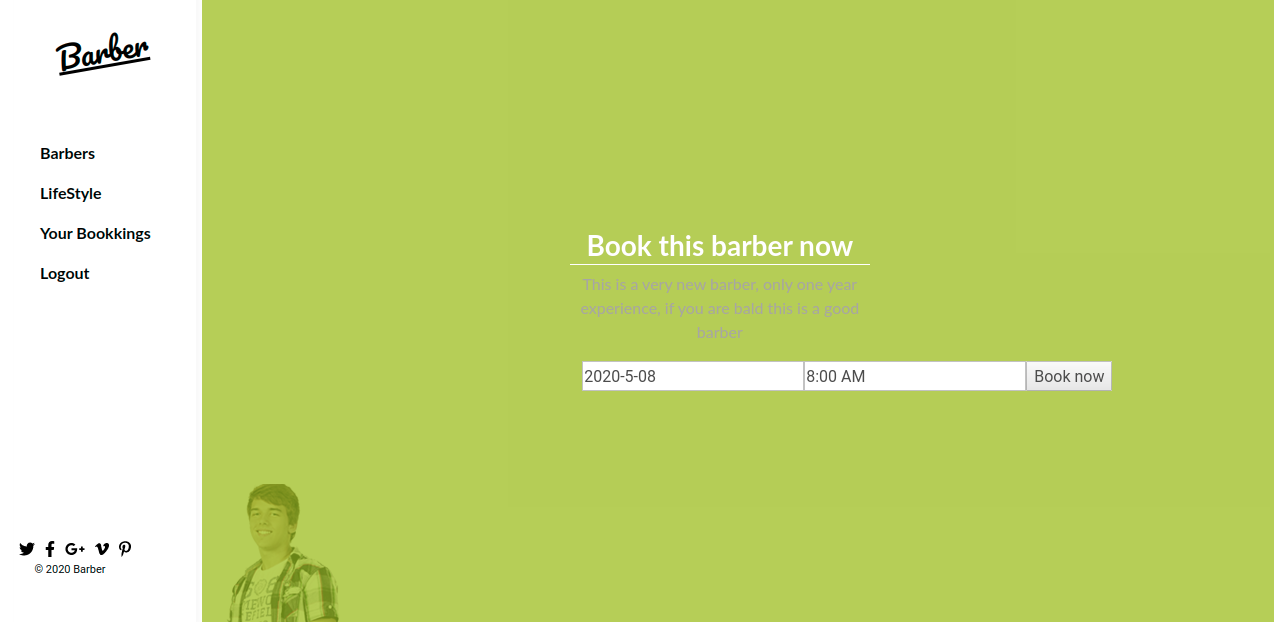 Barber
Barbers
LifeStyle
Your Bookkings
Logout
Book this barber now
This is a very new barber, only one year
experience, if you are bald this is a good
barber
2020-5-08
8:00 AM
Book now
© 2020 Barber